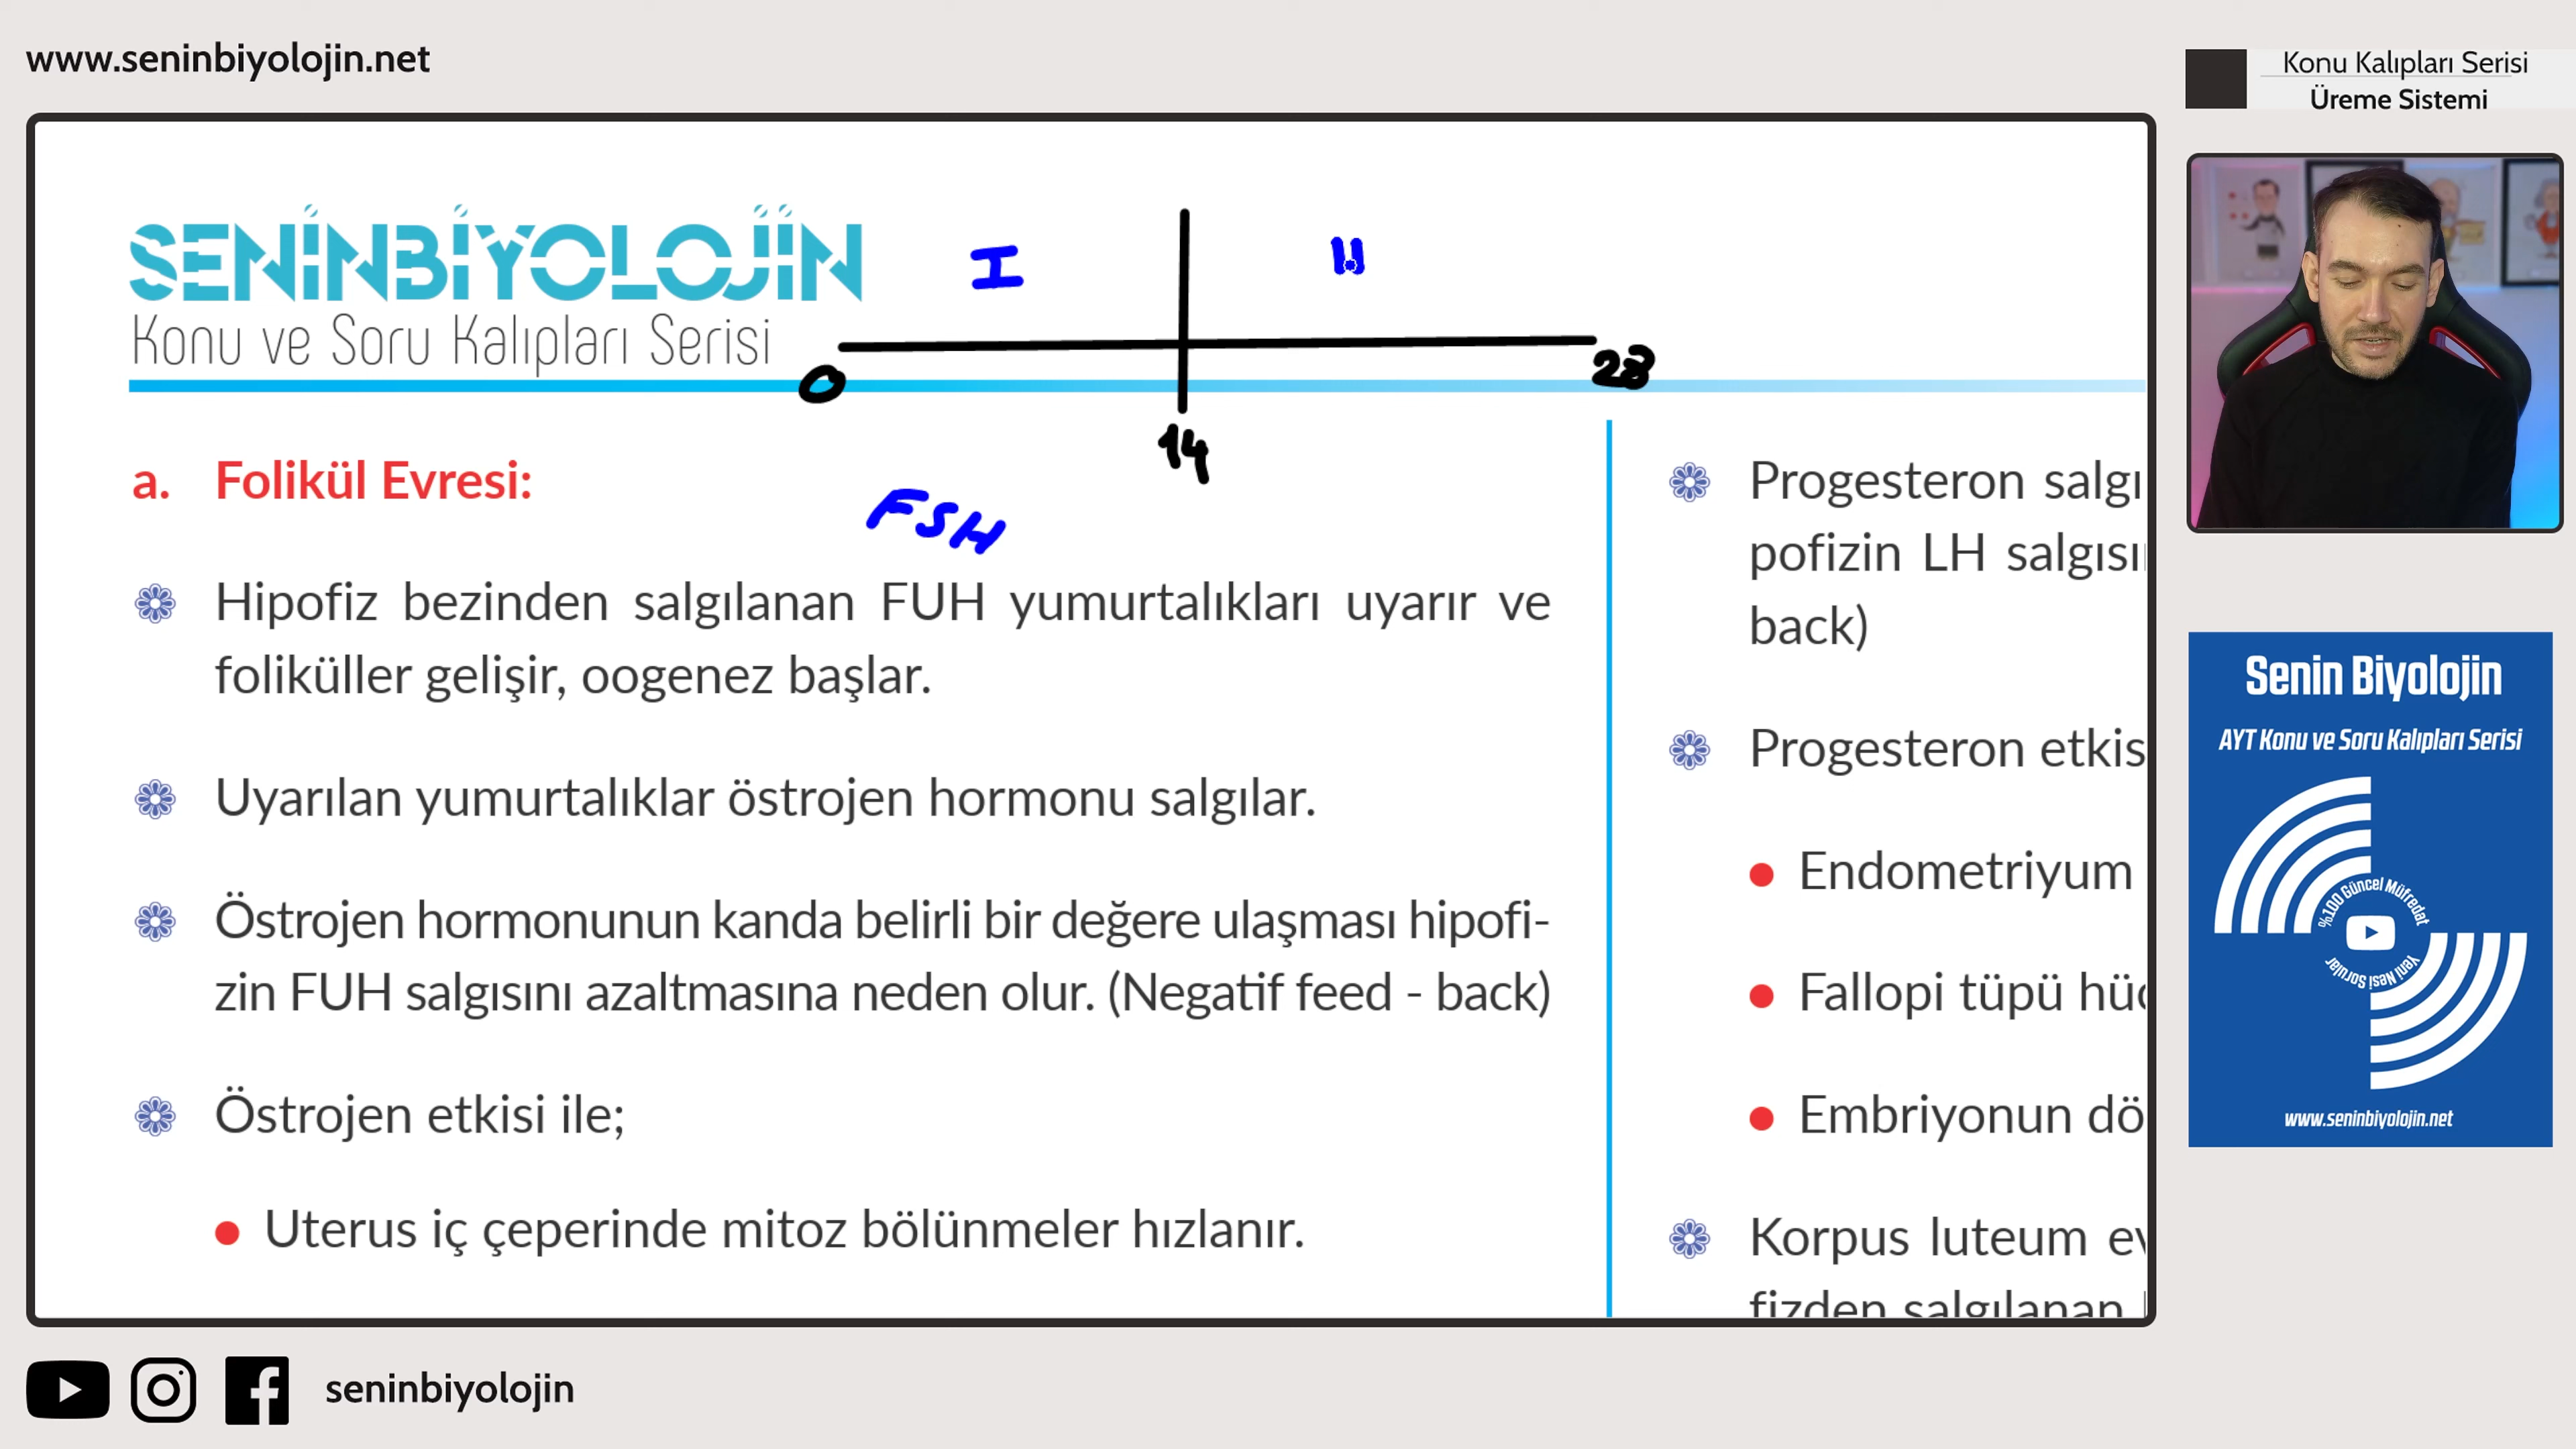 www.seninbiyolojin.net
Konu Kalıpları Serisi
Üreme Sistemi
SENİNBİYOLOJİN
Konu ve Soru Kalıpları Serisi
I
II
0
14
28
a. Folikül Evresi:
FSH
Hipofiz bezinden salgılanan FUH yumurtalıkları uyarır ve
foliküller gelişir, oogenez başlar.
Uyarılan yumurtalıklar östrojen hormonu salgılar.
Östrojen hormonunun kanda belirli bir değere ulaşması hipofi-
zin FUH salgısını azaltmasına neden olur. (Negatif feed - back)
Östrojen etkisi ile;
Uterus iç çeperinde mitoz bölünmeler hızlanır.
Progesteron salgı
pofizin LH salgısı
back)
Progesteron etkis
Endometriyum
Fallopi tüpü hüc
Embriyonun dö
Korpus luteum ev
fizden salgılanan
Senin Biyolojin
AYT Konu ve Soru Kalıpları Serisi
%100 Güncel Müfredat
Yeni Nesil Sorular
www.seninbiyolojin.net
seninbiyolojin